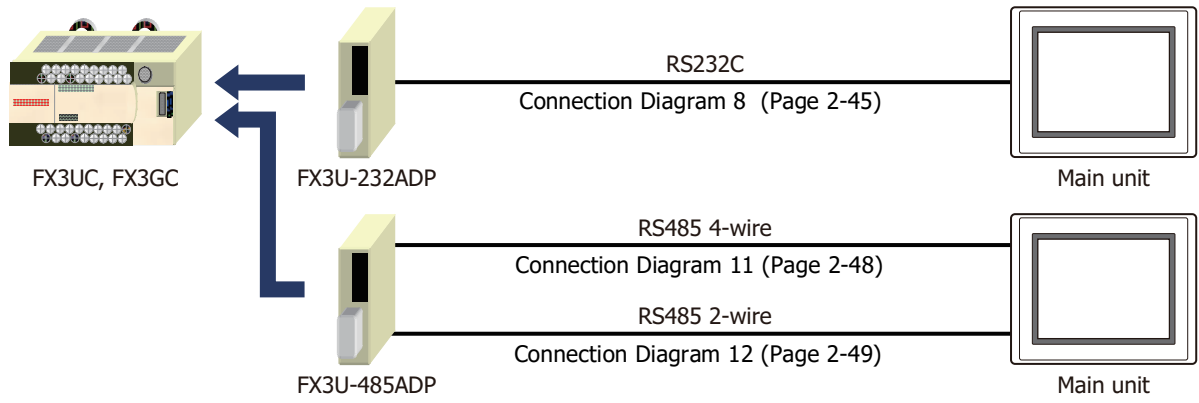 RS232C
Connection Diagram 8 (Page 2-45)
FX3UC, FX3GC
FX3U-232ADP
Main unit
RS485 4-wire
Connection Diagram 11 (Page 2-48)
RS485 2-wire
Connection Diagram 12 (Page 2-49)
FX3U-485ADP
Main unit